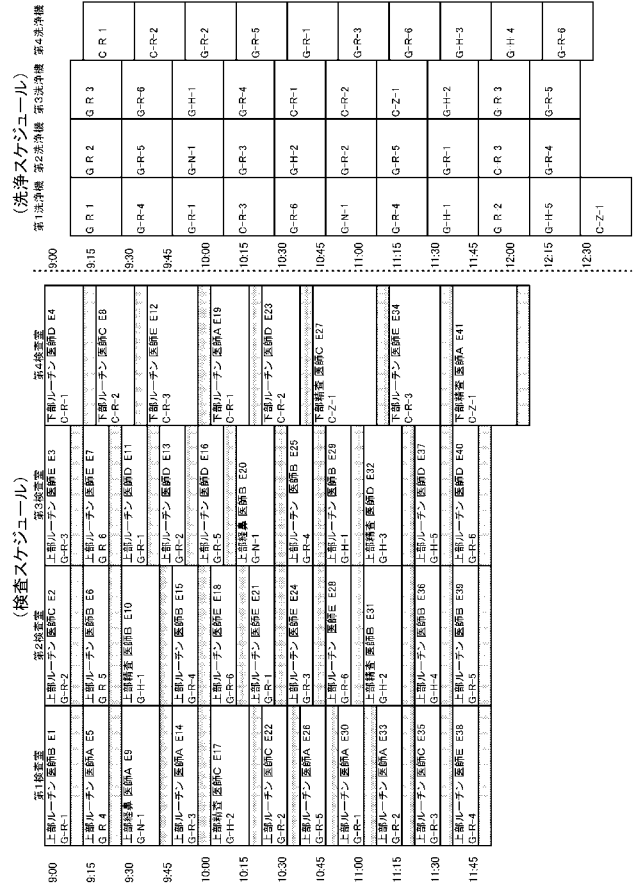 （検査スケジュール）
第1検査室 第2検査室 第3検査室 第4検査室
9:00
9:15
9:30
9:45
10:00
10:15
10:30
10:45
11:00
11:15
11:30
11:45
上部ルーチン 医師B E1
G-R-1
上部ルーチン 医師A E5
G R 4
上部経鼻 医師A E9
G-N-1
上部ルーチン 医師A E14
G-R-3
上部精査 医師C E17
G-H-2
上部ルーチン 医師C E22
G-R-2
上部ルーチン 医師A E26
G-R-5
上部ルーチン 医師A E30
G-R-1
上部ルーチン 医師A E33
G-R-2
上部ルーチン 医師C E35
G-R-3
上部ルーチン 医師E E38
G-R-4
上部ルーチン 医師C E2
G-R-2
上部ルーチン 医師B E6
G R 5
上部精査 医師B E10
G-H-1
上部ルーチン 医師B E15
G-R-4
上部ルーチン 医師E E18
G-R-6
上部ルーチン 医師E E21
G-R-1
上部ルーチン 医師E E24
G-R-3
上部ルーチン 医師E E28
G-R-6
上部精査 医師B E31
G-H-2
上部ルーチン 医師B E36
G-H-4
上部ルーチン 医師B E39
G-R-5
上部ルーチン 医師E E3
G-R-3
上部ルーチン 医師E E7
G R 6
上部ルーチン 医師D E11
G-R-1
上部ルーチン 医師D E13
G-R-2
上部ルーチン 医師D E16
G-R-5
上部経鼻 医師B E20
G-N-1
上部ルーチン 医師B E25
G-R-4
上部ルーチン 医師B E29
G-H-1
上部精査 医師D E32
G-H-3
上部ルーチン 医師D E37
G-H-5
上部ルーチン 医師D E40
G-R-6
下部ルーチン 医師D E4
C-R-1
下部ルーチン 医師C E8
C-R-2
下部ルーチン 医師E E12
C-R-3
下部ルーチン 医師A E19
C-R-1
下部ルーチン 医師D E23
C-R-2
下部精査 医師C E27
C-Z-1
下部ルーチン 医師E E34
C-R-3
下部精査 医師A E41
C-Z-1
（洗浄スケジュール）
第1洗浄機 第2洗浄機 第3洗浄機 第4洗浄機
9:00
9:15
9:30
9:45
10:00
10:15
10:30
10:45
11:00
11:15
11:30
11:45
12:00
12:15
12:30
G R 1
G-R-4
G-R-1
C-R-3
G-R-6
G-N-1
G-R-4
G-H-1
G R 2
G-H-5
C-Z-1
G R 2
G-R-5
G-N-1
G-R-3
G-H-2
G-R-2
G-R-5
G-R-1
C R 3
G-R-4
G R 3
G-R-6
G-H-1
G-R-4
C-R-1
C-R-2
C-Z-1
G-H-2
G R 3
G-R-5
C R 1
C-R-2
G-R-2
G-R-5
G-R-1
G-R-3
G-R-6
G-H-3
G H 4
G-R-6